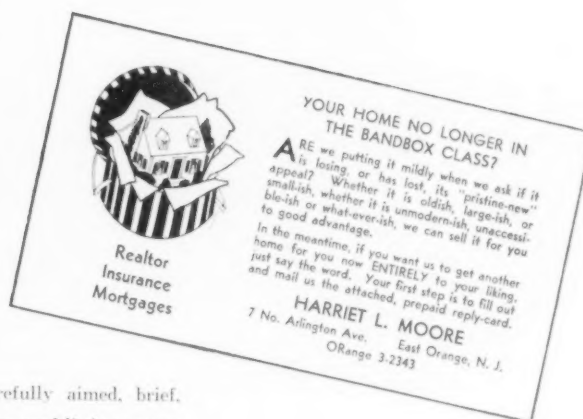 YOUR HOME NO LONGER IN
THE BANDBOX CLASS?
ARE we putting it mildly when we ask if it
is losing, or has lost, its "pristine-new"
appeal? Whether it is oldish, large-ish, or
small-ish, whether it is unmodern-ish, unaccessi-
ble-ish or what-ever-ish, we can sell it for you
to good advantage.
In the meantime, if you want us to get another
home for you now ENTIRELY to your liking,
just say the word. Your first step is to fill out
and mail us the attached, prepaid reply-card.
HARRIET L. MOORE
7 No. Arlington Ave. East Orange, N. J.
ORange 3-2343
Realtor
Insurance
Mortgages
refully aimed, brief,